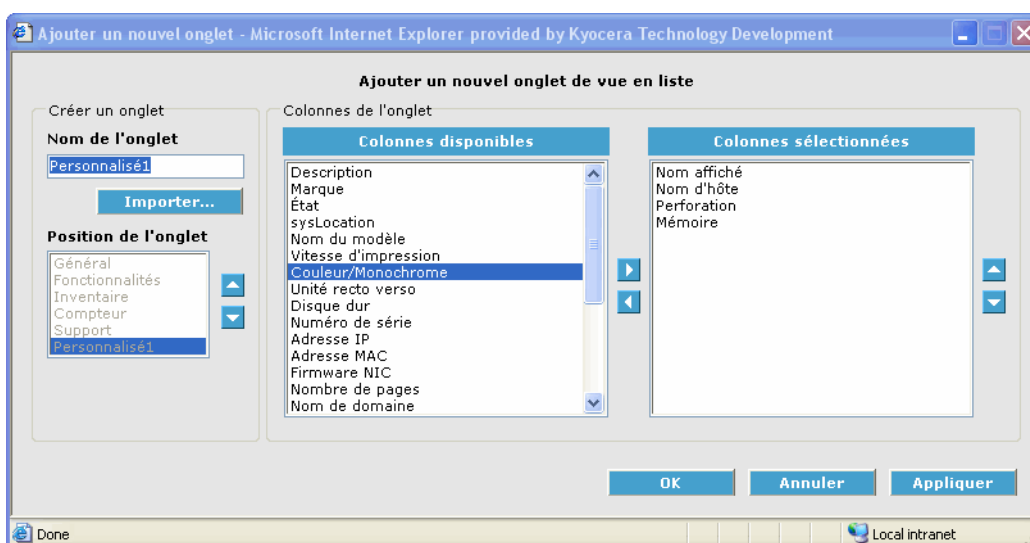 Ajouter un nouvel onglet - Microsoft Internet Explorer provided by Kyocera Technology Development
Ajouter un nouvel onglet de vue en liste
Créer un onglet
Nom de l'onglet
Personnalisé1
Importer...
Position de l'onglet
Général
Fonctionnalités
Inventaire
Compteur
Support
Personnalisé1
Colonnes de l'onglet
Colonnes disponibles
Description
Marque
État
sysLocation
Nom du modèle
Vitesse d'impression
Couleur/Monochrome
Unité recto verso
Disque dur
Numéro de série
Adresse IP
Adresse MAC
Firmware NIC
Nombre de pages
Nom de domaine
Colonnes sélectionnées
Nom affiché
Nom d'hôte
Perforation
Mémoire
OK
Annuler
Appliquer
Done
Local intranet